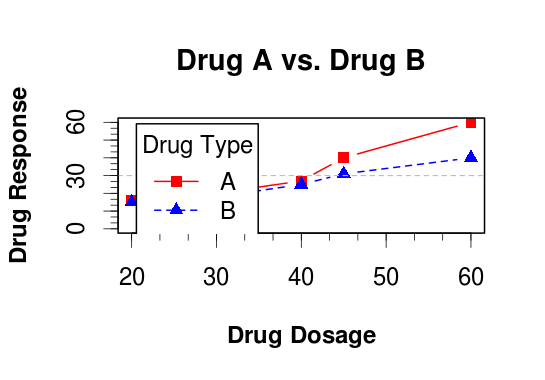 Drug A vs. Drug B
Drug Response
60
30
0
Drug Type
A
B
20 30 40 50 60
Drug Dosage